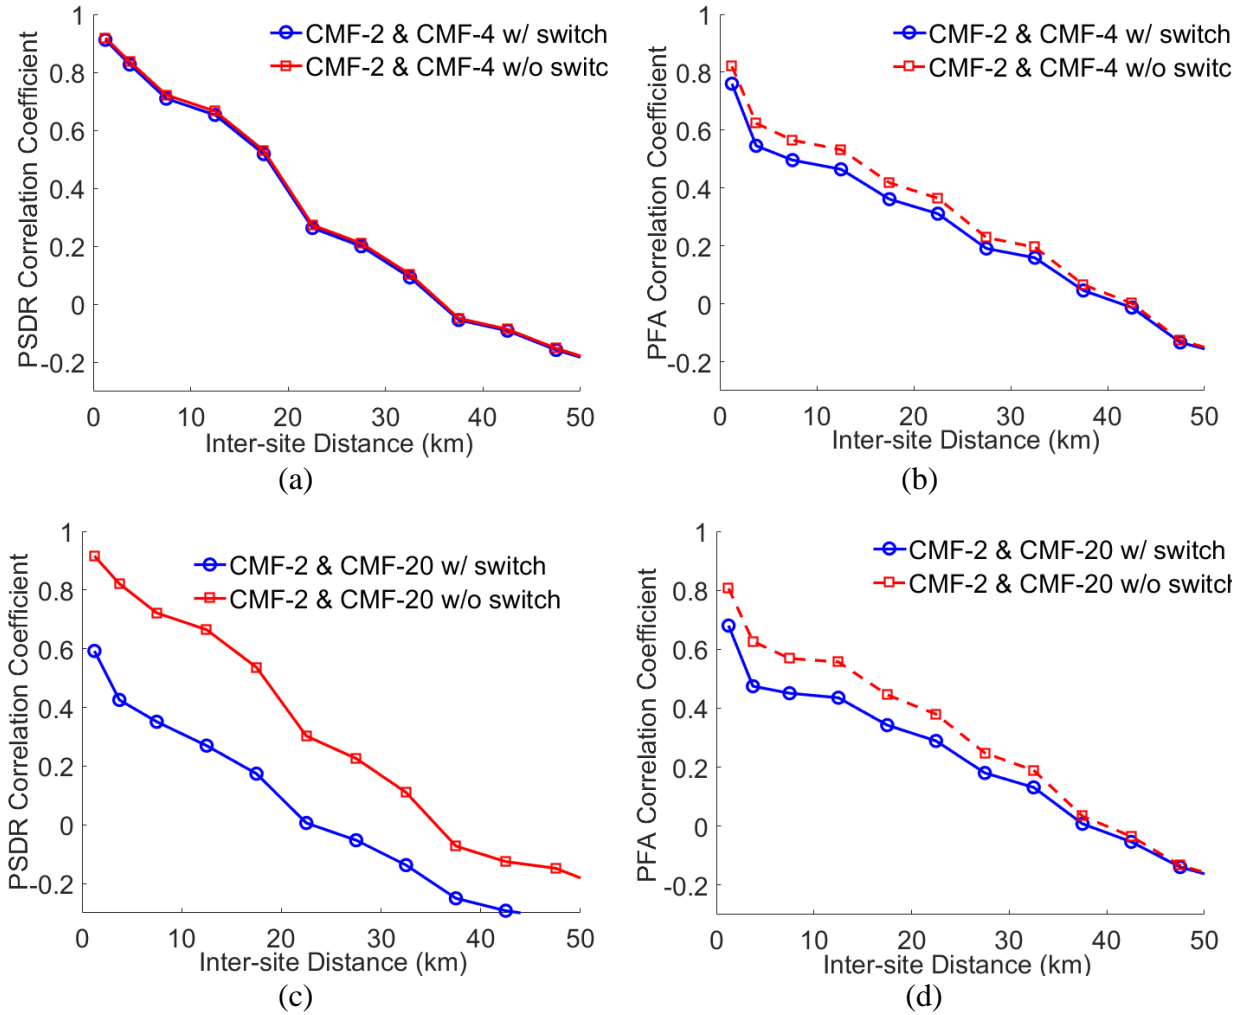 PSDR Correlation Coefficient
1
0.8
0.6
0.4
0.2
0
-0.2
0 10 20 30 40 50
Inter-site Distance (km)
CMF-2 & CMF-4 w/ switch
CMF-2 & CMF-4 w/o switc
(a)
PFA Correlation Coefficient
1
0.8
0.6
0.4
0.2
0
-0.2
0 10 20 30 40 50
Inter-site Distance (km)
CMF-2 & CMF-4 w/ switch
CMF-2 & CMF-4 w/o switc
(b)
PSDR Correlation Coefficient
1
0.8
0.6
0.4
0.2
0
-0.2
0 10 20 30 40 50
Inter-site Distance (km)
CMF-2 & CMF-20 w/ switch
CMF-2 & CMF-20 w/o switch
(c)
PFA Correlation Coefficient
1
0.8
0.6
0.4
0.2
0
-0.2
0 10 20 30 40 50
Inter-site Distance (km)
CMF-2 & CMF-20 w/ switch
CMF-2 & CMF-20 w/o switch
(d)